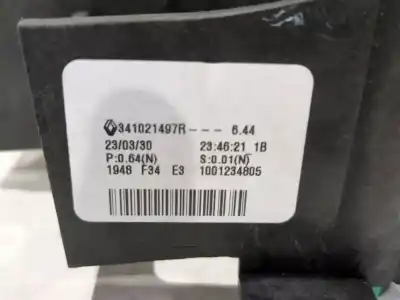 341021497R--- 6.44
23/03/30 23:46:21 1B
P:0.64(N) S:0.01(N)
1948 F34 E3 1001234805